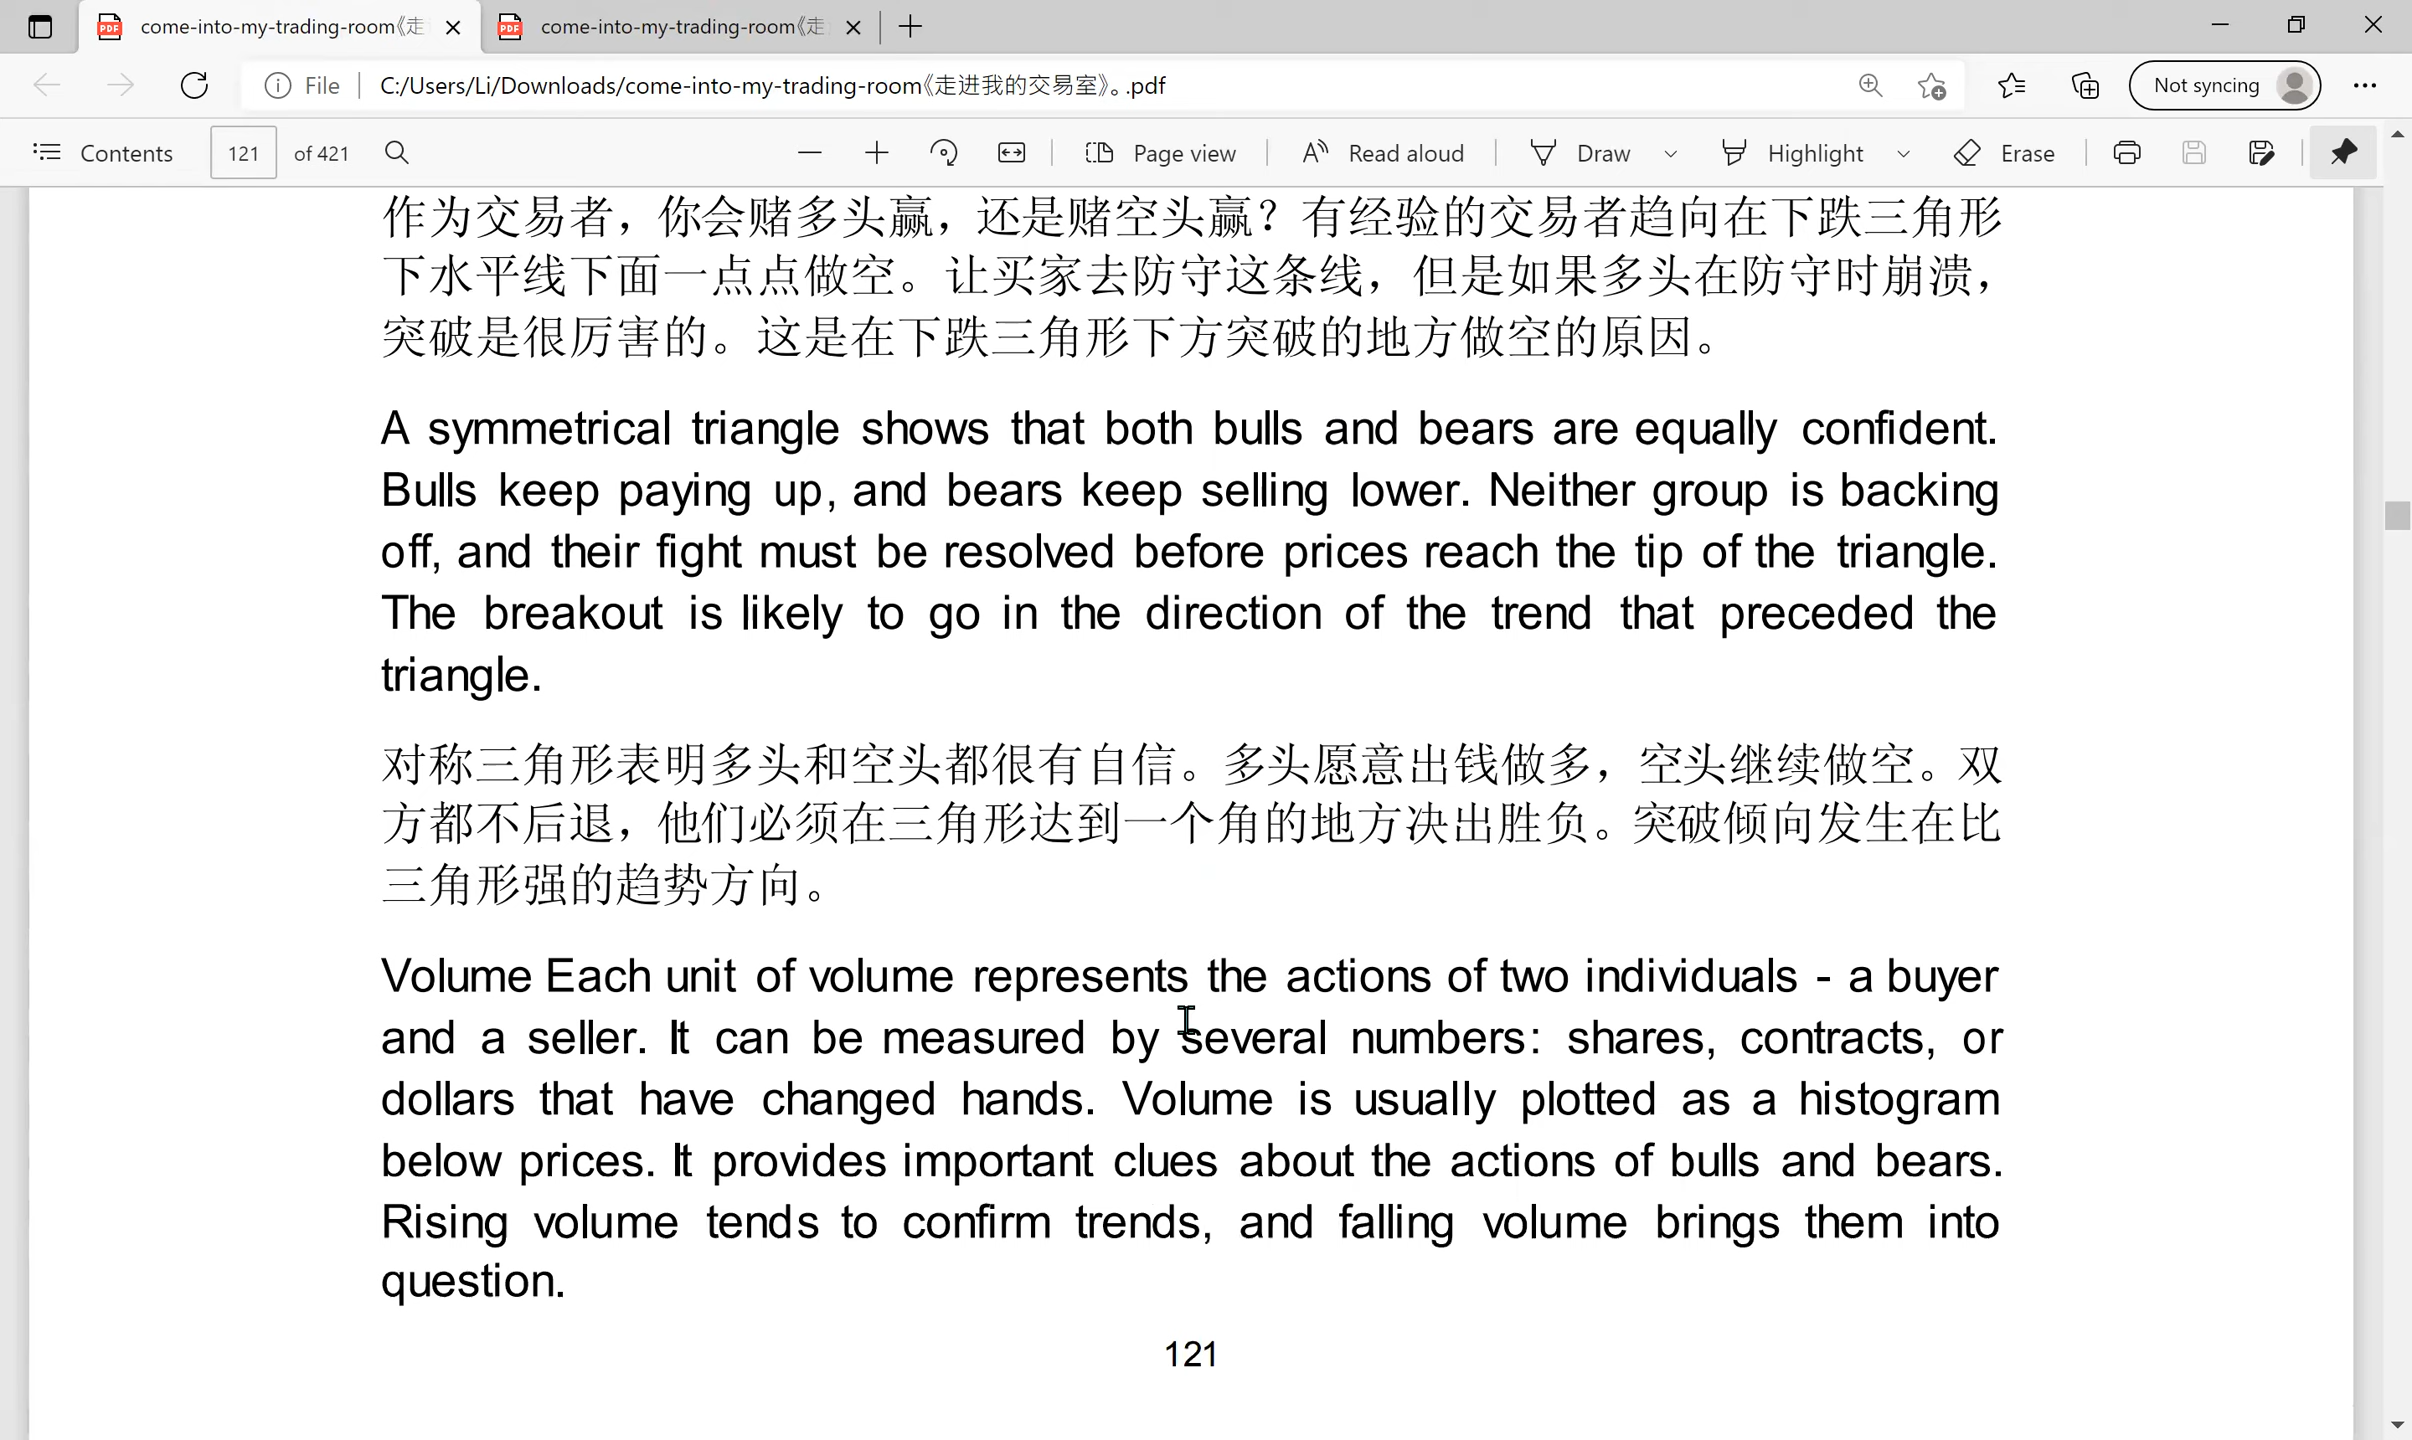 come-into-my-trading-room《走
come-into-my-trading-room《走
File
C:/Users/Li/Downloads/come-into-my-trading-room《走进我的交易室》。.pdf
Not syncing
Contents
121
of 421
Page view
Read aloud
Draw
Highlight
Erase
作为交易者，你会赌多头赢，还是赌空头赢？有经验的交易者趋向在下跌三角形
下水平线下面一点点做空。让买家去防守这条线，但是如果多头在防守时崩溃，
突破是很厉害的。这是在下跌三角形下方突破的地方做空的原因。
A symmetrical triangle shows that both bulls and bears are equally confident.
Bulls keep paying up, and bears keep selling lower. Neither group is backing
off, and their fight must be resolved before prices reach the tip of the triangle.
The breakout is likely to go in the direction of the trend that preceded the
triangle.
对称三角形表明多头和空头都很有自信。多头愿意出钱做多，空头继续做空。双
方都不后退，他们必须在三角形达到一个角的地方决出胜负。突破倾向发生在比
三角形强的趋势方向。
Volume Each unit of volume represents the actions of two individuals - a buyer
and a seller. It can be measured by several numbers: shares, contracts, or
dollars that have changed hands. Volume is usually plotted as a histogram
below prices. It provides important clues about the actions of bulls and bears.
Rising volume tends to confirm trends, and falling volume brings them into
question.
121